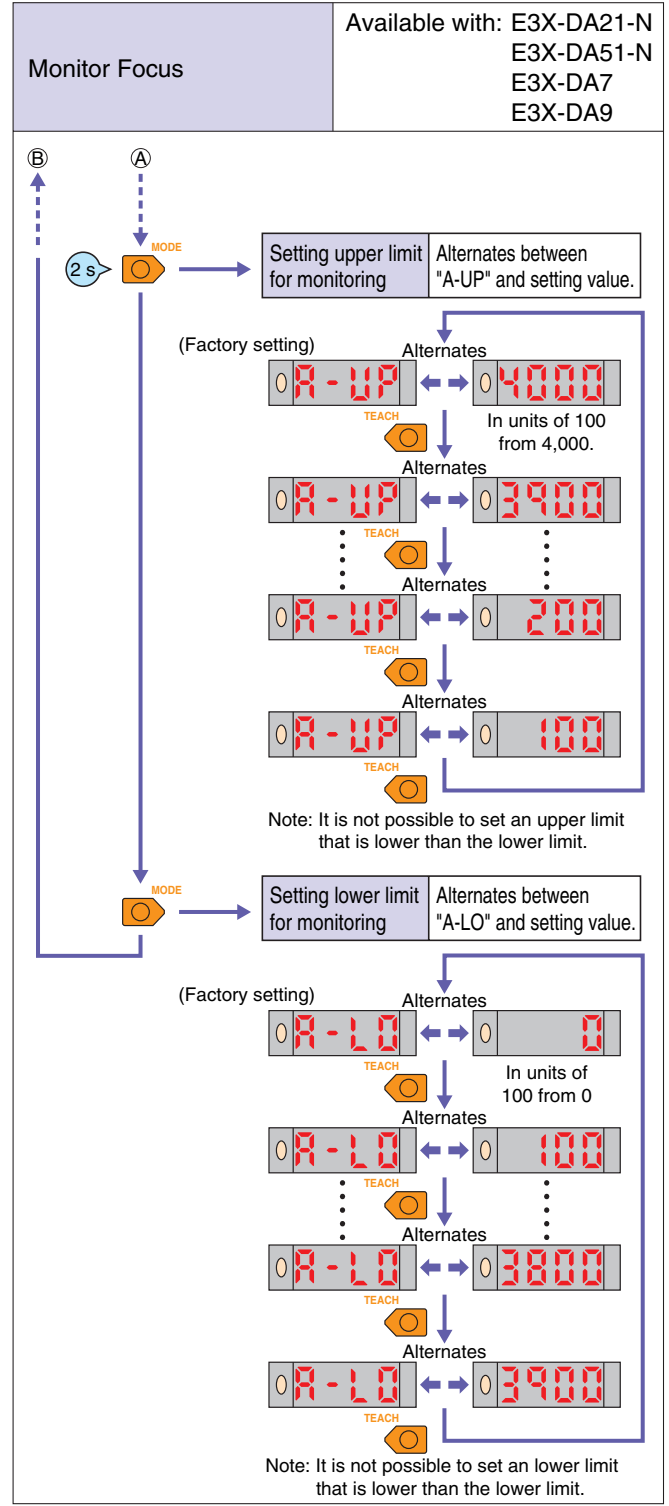 Monitor Focus
Available with: E3X-DA21-N
E3X-DA51-N
E3X-DA7
E3X-DA9
B A
MODE
2 s
Setting upper limit
for monitoring
Alternates between
"A-UP" and setting value.
(Factory setting)
Alternates
A-UP 4000
TEACH
In units of 100
from 4,000.
Alternates
A-UP 3900
TEACH
Alternates
A-UP 200
TEACH
Alternates
A-UP 100
TEACH
Note: It is not possible to set an upper limit
that is lower than the lower limit.
MODE
Setting lower limit
for monitoring
Alternates between
"A-LO" and setting value.
(Factory setting)
Alternates
A-LO 0
TEACH
In units of
100 from 0
Alternates
A-LO 100
TEACH
Alternates
A-LO 3800
TEACH
Alternates
A-LO 3900
TEACH
Note: It is not possible to set an lower limit
that is lower than the lower limit.